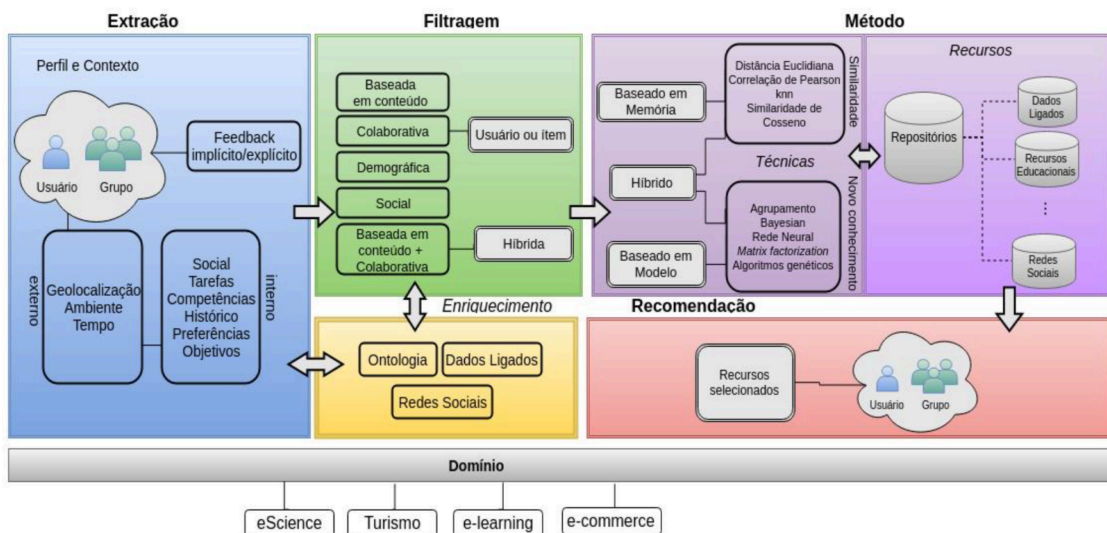 Extração
Perfil e Contexto
Usuário
Grupo
Feedback
implícito/explícito
externo
Geolocalização
Ambiente
Tempo
Social
Tarefas
Competências
Histórico
Preferências
Objetivos
interno
Filtragem
Baseada
em conteúdo
Colaborativa
Usuário ou ítem
Demográfica
Social
Baseada em
conteúdo +
Colaborativa
Híbrida
Enriquecimento
Ontologia
Dados Ligados
Redes Sociais
Método
Baseado em
Memória
Híbrido
Baseado em
Modelo
Distância Euclidiana
Correlação de Pearson
knn
Similaridade de
Cosseno
Similaridade
Técnicas
Agrupamento
Bayesian
Rede Neural
Matrix factorization
Algoritmos genéticos
Novo conhecimento
Recursos
Repositórios
Dados
Ligados
Recursos
Educacionais
Redes
Sociais
Recomendação
Recursos
selecionados
Usuário
Grupo
Domínio
eScience
Turismo
e-learning
e-commerce